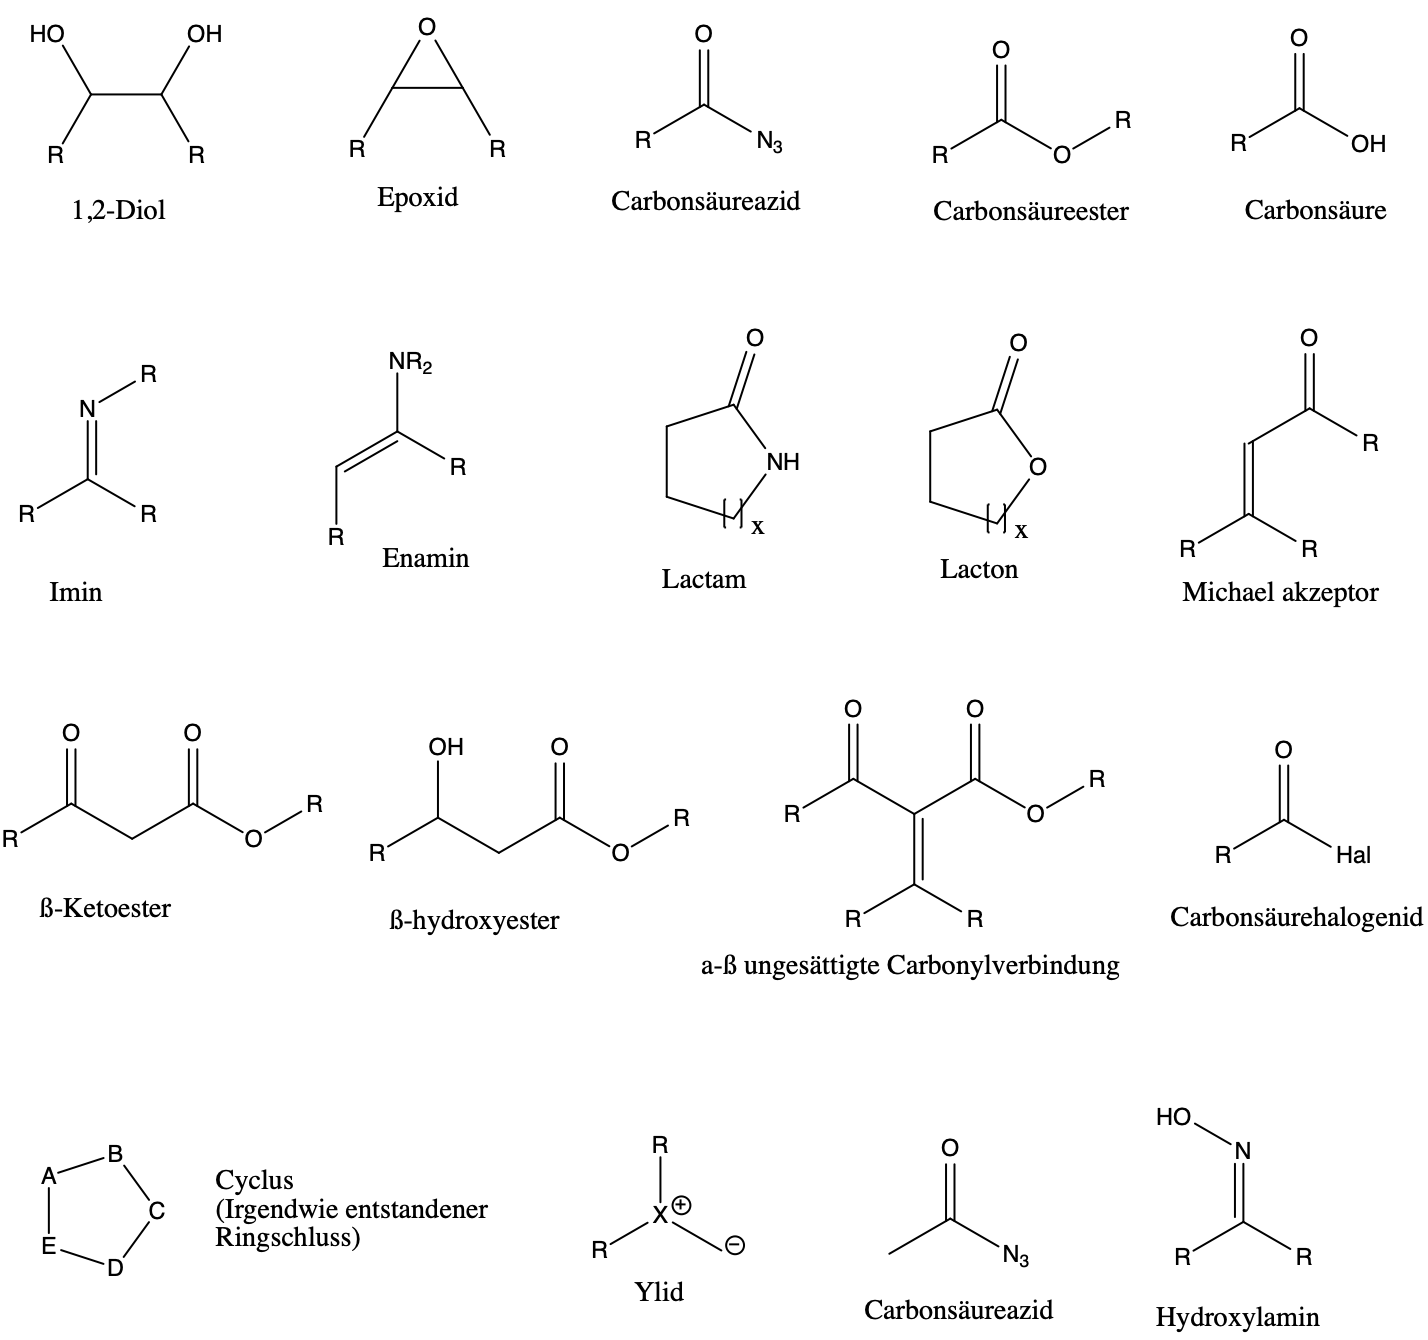 HO OH O O O O
R R R R R N₃ R O R R OH
1,2-Diol Epoxid Carbonsäureazid Carbonsäureester Carbonsäure
N R NR₂ O O O
R R R R NH O R
( ) x ( ) x R R
Imin Enamin Lactam Lacton Michael akzeptor
O O OH O O O O
R O R R O R R O R R Hal
R R
ß-Ketoester ß-hydroxyester a-ß ungesättigte Carbonylverbindung Carbonsäurehalogenid
A B C D E
Cyclus
(Irgendwie entstandener
Ringschluss)
R O HO N
R X ⊕ ⊖ N₃ R R
Ylid Carbonsäureazid Hydroxylamin